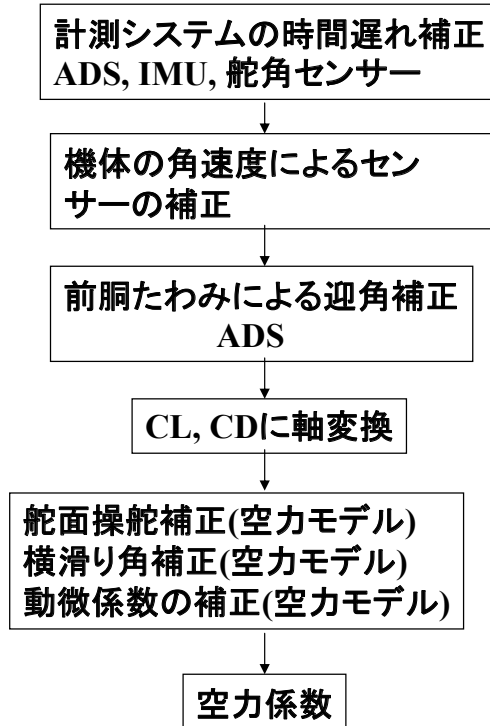 計測システムの時間遅れ補正
ADS, IMU, 舵角センサー
機体の角速度によるセン
サーの補正
前胴たわみによる迎角補正
ADS
CL, CDに軸変換
舵面操舵補正(空力モデル)
横滑り角補正(空力モデル)
動微係数の補正(空力モデル)
空力係数